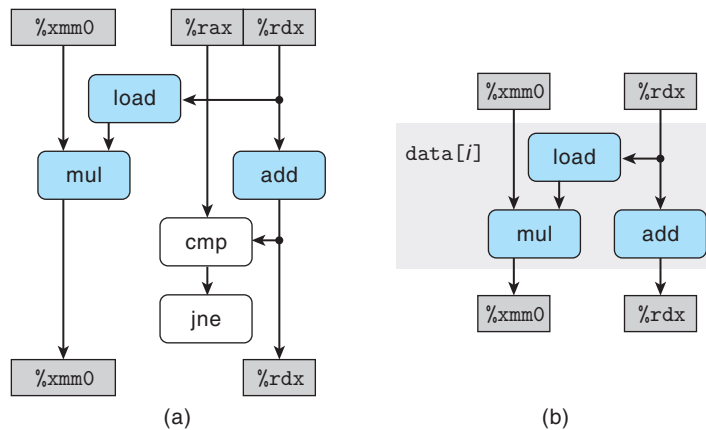 %xmm0 %rax %rdx
load
mul add
cmp
jne
%xmm0 %rdx
(a)
%xmm0 %rdx
data[i] load
mul add
%xmm0 %rdx
(b)